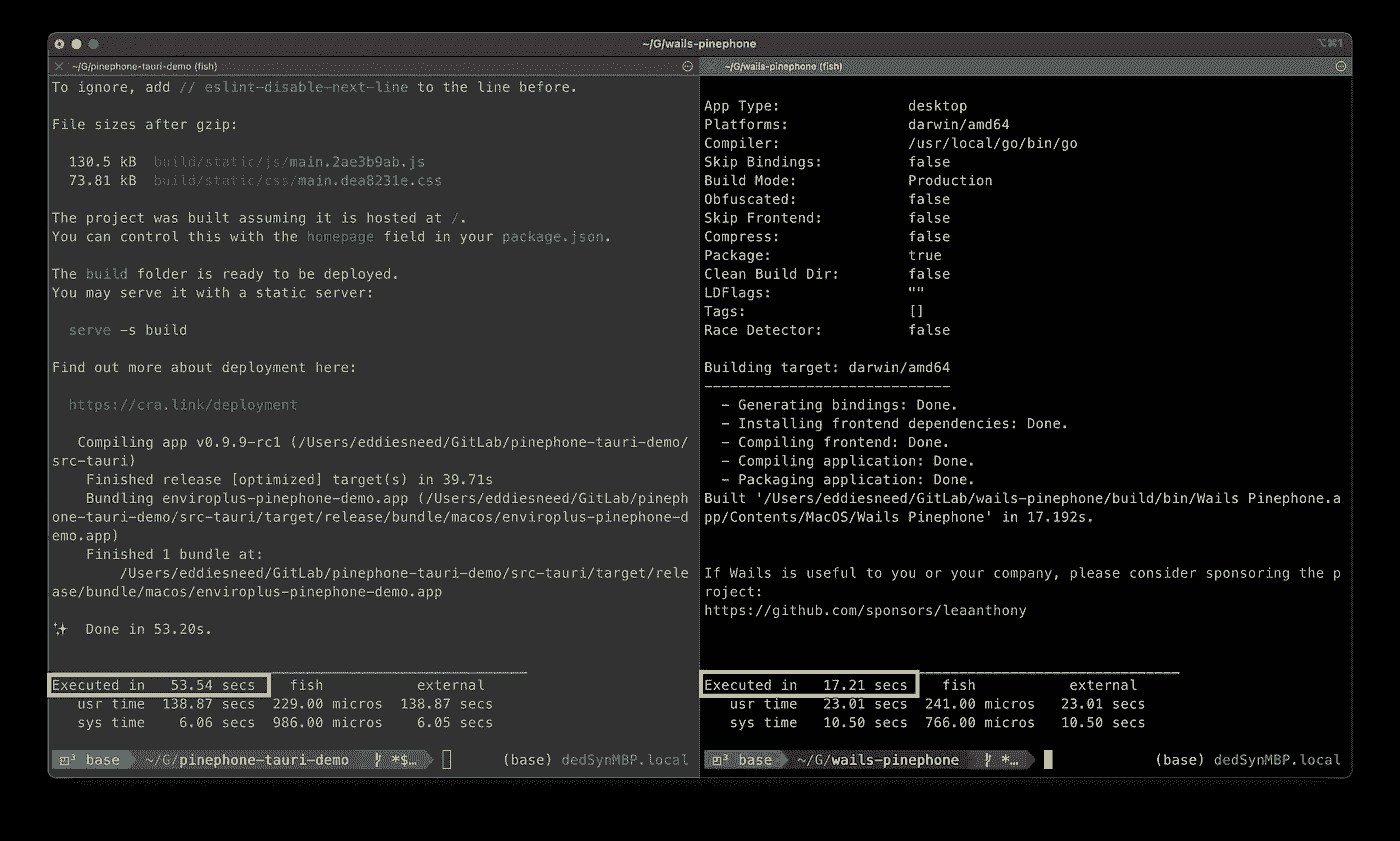 ~/G/wails-pinephone
⌥⌘1
~/G/pinephone-tauri-demo (fish)
To ignore, add // eslint-disable-next-line to the line before.
File sizes after gzip:
130.5 kB  build/static/js/main.2ae3b9ab.js
73.81 kB  build/static/css/main.dea8231e.css
The project was built assuming it is hosted at /.
You can control this with the homepage field in your package.json.
The build folder is ready to be deployed.
You may serve it with a static server:
serve -s build
Find out more about deployment here:
https://cra.link/deployment
Compiling app v0.9.9-rc1 (/Users/eddiesneed/GitLab/pinephone-tauri-demo/
src-tauri)
Finished release [optimized] target(s) in 39.71s
Bundling enviroplus-pinephone-demo.app (/Users/eddiesneed/GitLab/pineph
one-tauri-demo/src-tauri/target/release/bundle/macos/enviroplus-pinephone-d
emo.app)
Finished 1 bundle at:
/Users/eddiesneed/GitLab/pinephone-tauri-demo/src-tauri/target/rele
ase/bundle/macos/enviroplus-pinephone-demo.app
✨  Done in 53.20s.
Executed in   53.54 secs    fish           external
usr time  138.87 secs  229.00 micros  138.87 secs
sys time    6.06 secs  986.00 micros    6.05 secs
base  ~/G/pinephone-tauri-demo  *$…  (base) dedSynMBP.local
~/G/wails-pinephone (fish)
App Type:               desktop
Platforms:              darwin/amd64
Compiler:               /usr/local/go/bin/go
Skip Bindings:          false
Build Mode:             Production
Obfuscated:             false
Skip Frontend:          false
Compress:               false
Package:                true
Clean Build Dir:        false
LDFlags:                ""
Tags:                   []
Race Detector:          false
Building target: darwin/amd64
-----------------------------
- Generating bindings: Done.
- Installing frontend dependencies: Done.
- Compiling frontend: Done.
- Compiling application: Done.
- Packaging application: Done.
Built '/Users/eddiesneed/GitLab/wails-pinephone/build/bin/Wails Pinephone.a
pp/Contents/MacOS/Wails Pinephone' in 17.192s.
If Wails is useful to you or your company, please consider sponsoring the p
roject:
https://github.com/sponsors/leaanthony
Executed in   17.21 secs    fish           external
usr time   23.01 secs  241.00 micros   23.01 secs
sys time   10.50 secs  766.00 micros   10.50 secs
base  ~/G/wails-pinephone  *…  (base) dedSynMBP.local